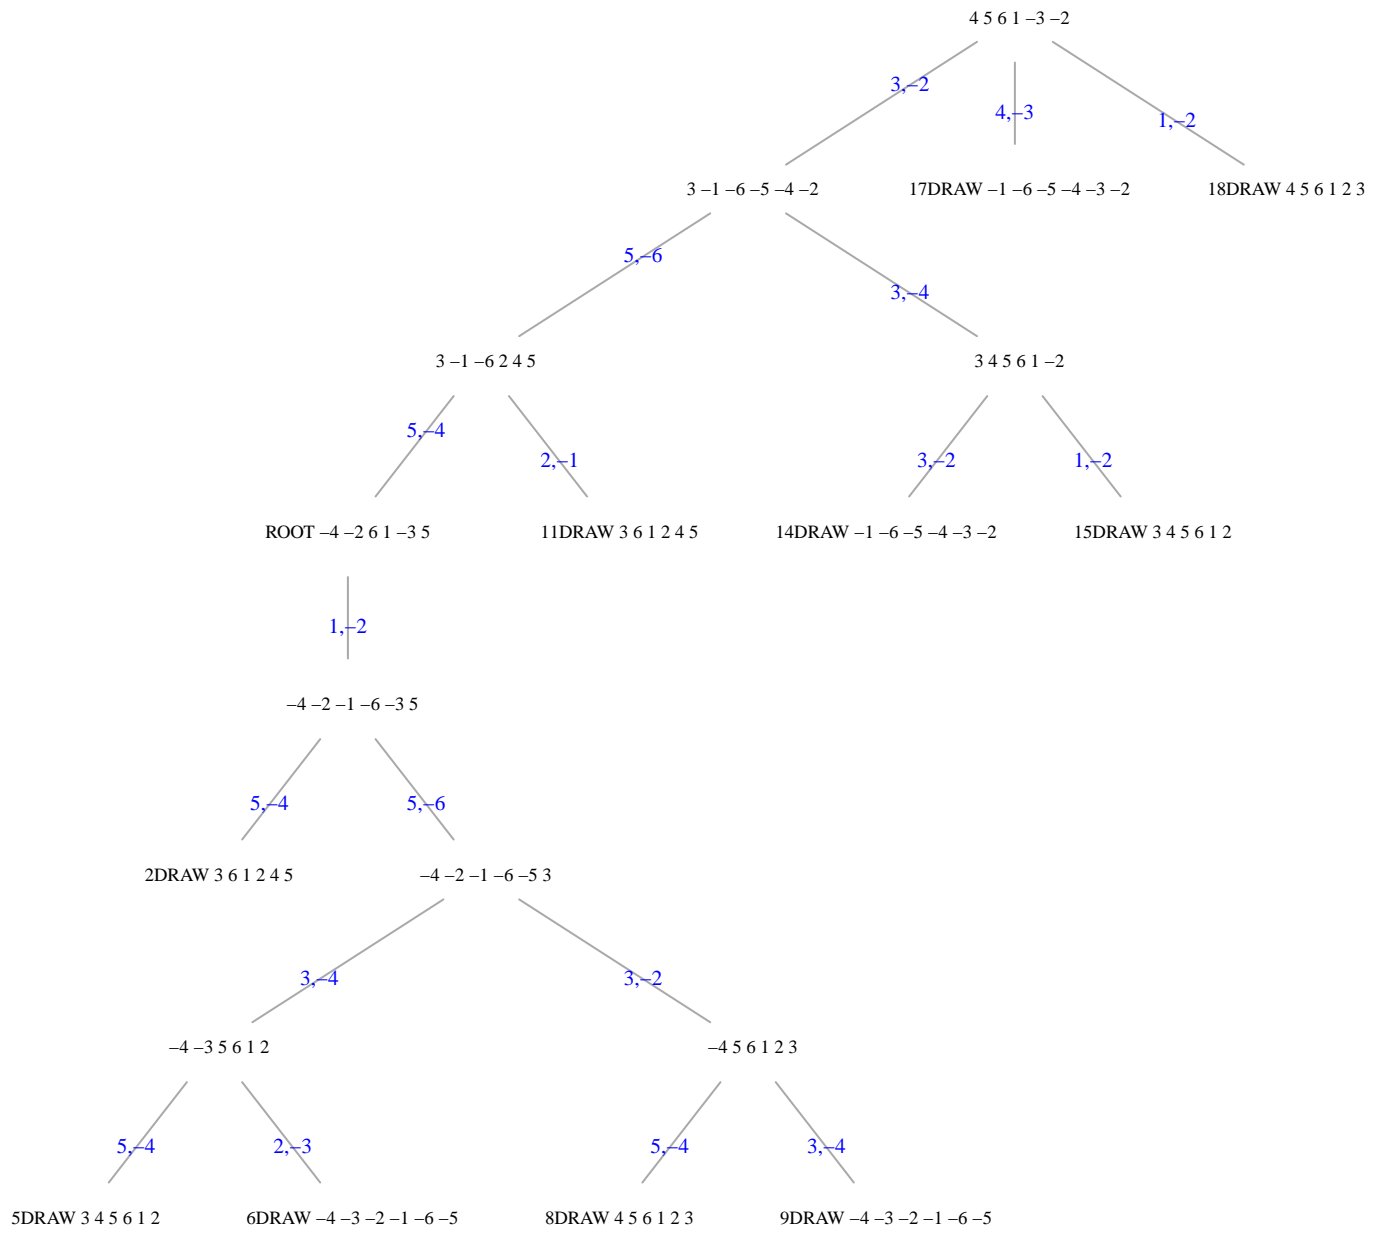 4 5 6 1 –3 –2
3,–2
4,–3
1,–2
3 –1 –6 –5 –4 –2
17DRAW –1 –6 –5 –4 –3 –2
18DRAW 4 5 6 1 2 3
5,–6
3,–4
3 –1 –6 2 4 5
3 4 5 6 1 –2
5,–4
2,–1
3,–2
1,–2
ROOT –4 –2 6 1 –3 5
11DRAW 3 6 1 2 4 5
14DRAW –1 –6 –5 –4 –3 –2
15DRAW 3 4 5 6 1 2
1,–2
–4 –2 –1 –6 –3 5
5,–4
5,–6
2DRAW 3 6 1 2 4 5
–4 –2 –1 –6 –5 3
3,–4
3,–2
–4 –3 5 6 1 2
–4 5 6 1 2 3
5,–4
2,–3
5,–4
3,–4
5DRAW 3 4 5 6 1 2
6DRAW –4 –3 –2 –1 –6 –5
8DRAW 4 5 6 1 2 3
9DRAW –4 –3 –2 –1 –6 –5